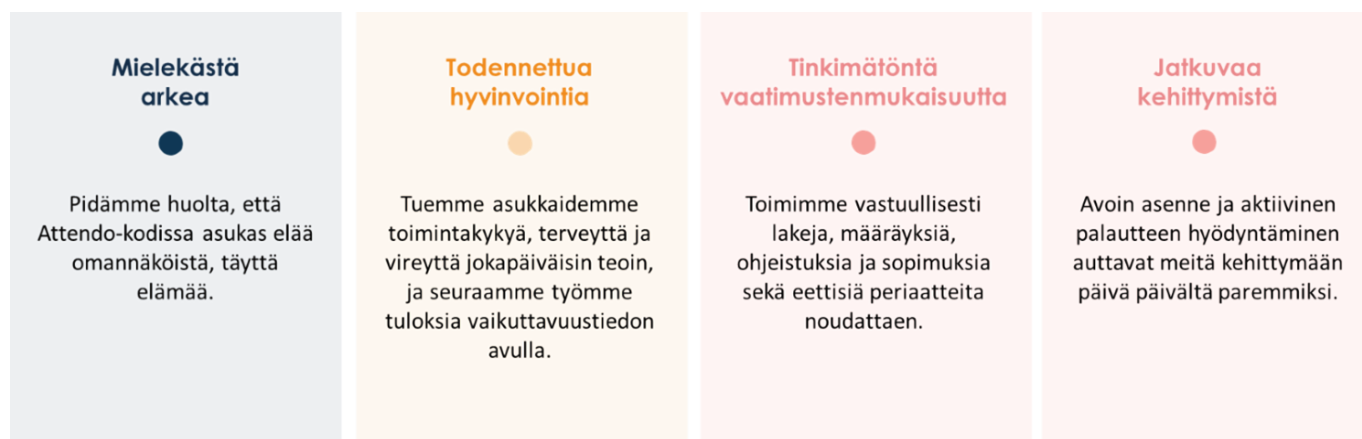 Mielekästä
arkea
Pidämme huolta, että
Attendo-kodissa asukas elää
omannäköistä, täyttä
elämää.
Todennettua
hyvinvointia
Tuemme asukkaidemme
toimintakykyä, terveyttä ja
vireyttä jokapäiväisin teoin,
ja seuraamme työmme
tuloksia vaikuttavuustiedon
avulla.
Tinkimätöntä
vaatimustenmukaisuutta
Toimimme vastuullisesti
lakeja, määräyksiä,
ohjeistuksia ja sopimuksia
sekä eettisiä periaatteita
noudattaen.
Jatkuvaa
kehittymistä
Avoin asenne ja aktiivinen
palautteen hyödyntäminen
auttavat meitä kehittymään
päivä päivältä paremmiksi.